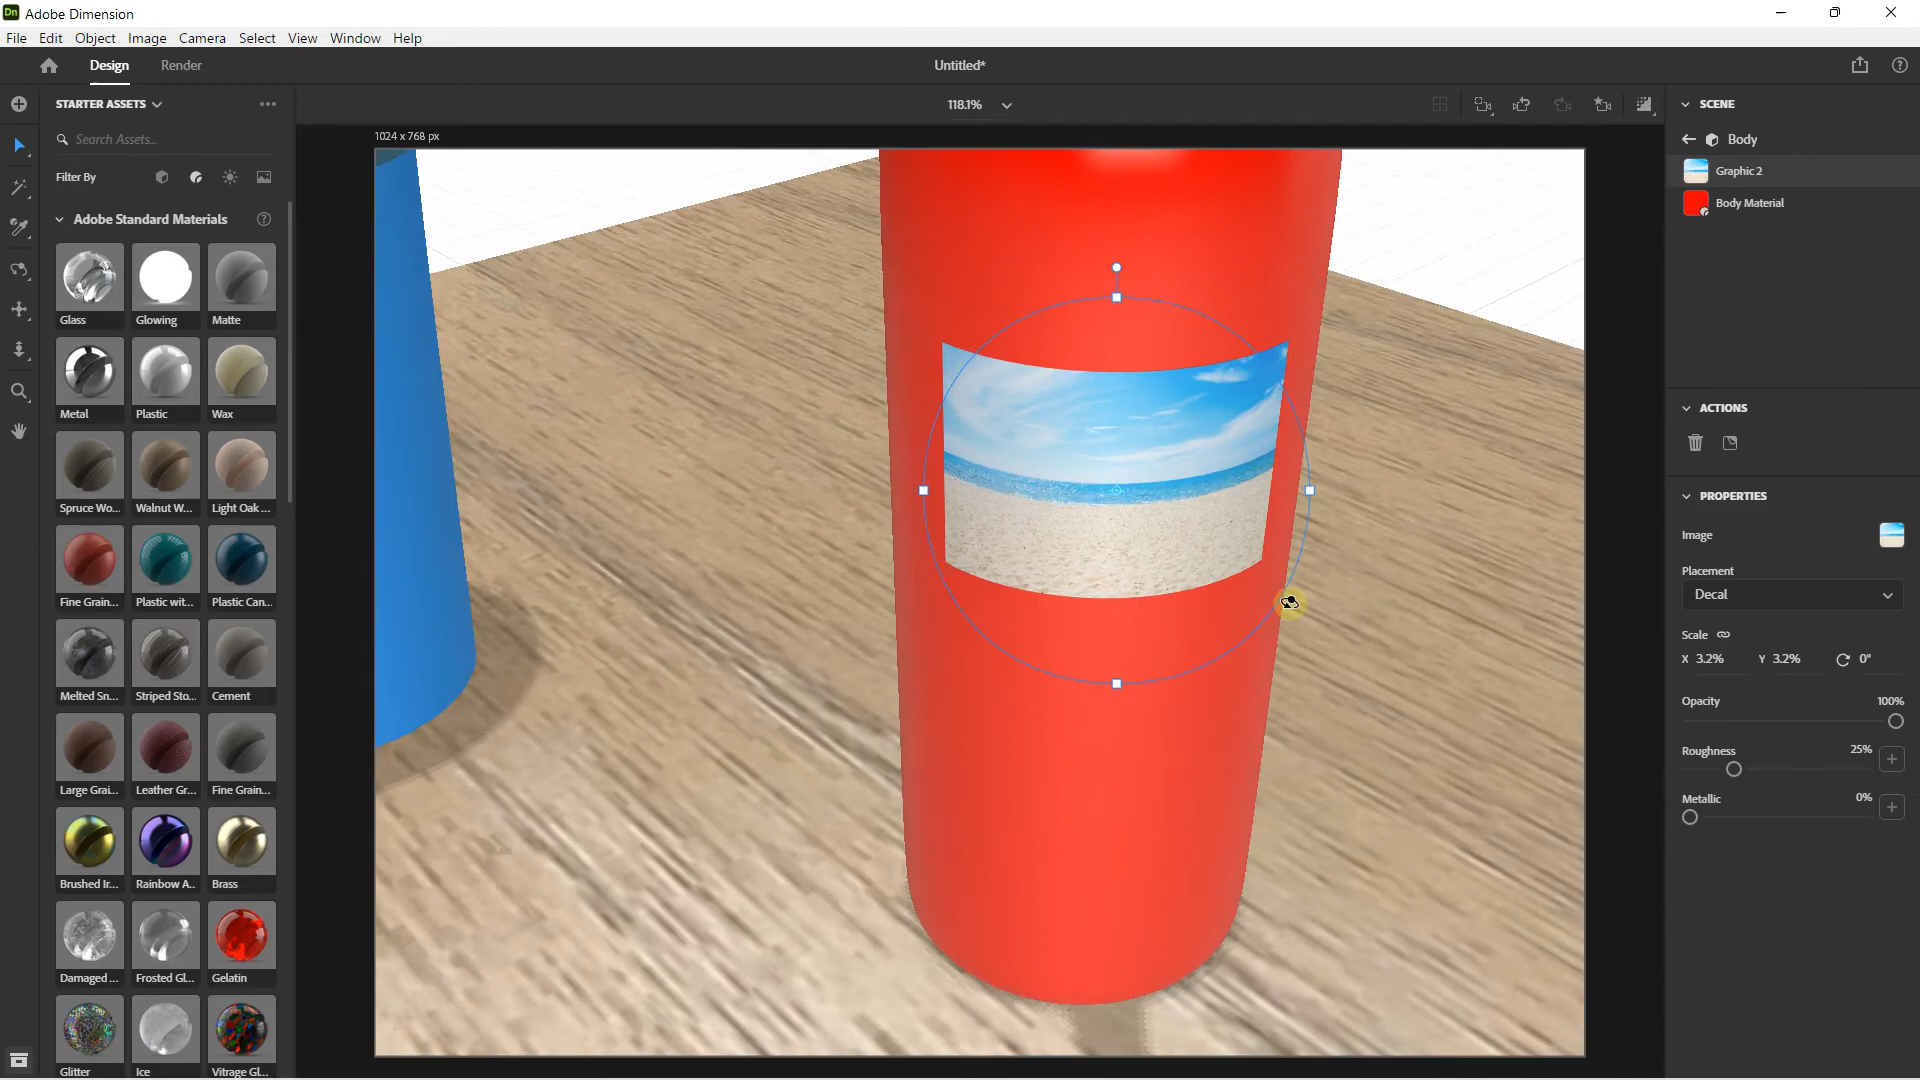 Dn Adobe Dimension
File Edit Object Image Camera Select View Window Help
Design Render Untitled*
STARTER ASSETS
118.1%
1024 x 768 px
Search Assets...
Filter By
Adobe Standard Materials
Glass Glowing Matte
Metal Plastic Wax
Spruce Wo... Walnut W... Light Oak ...
Fine Grain... Plastic wit... Plastic Can...
Melted Sn... Striped Sto... Cement
Large Grai... Leather Gr... Fine Grain...
Brushed Ir... Rainbow A.. Brass
Damaged ... Frosted Gl... Gelatin
Glitter Ice Vitrage Gl...
SCENE
Body
Graphic 2
Body Material
ACTIONS
PROPERTIES
Image
Placement
Decal
Scale
X 3.2% Y 3.2% 0°
Opacity 100%
Roughness 25%
Metallic 0%